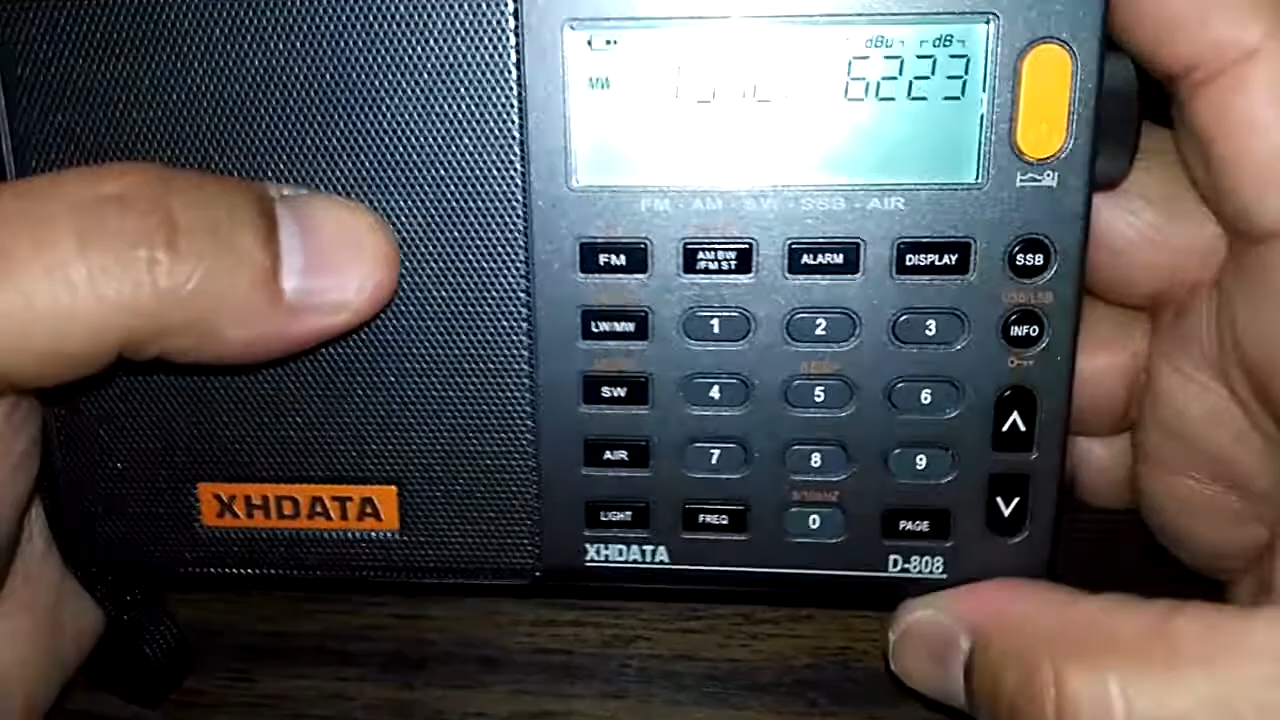 dBu dB
MW 6223
FM - AM - SW - SSB - AIR
FM AM BW /FM ST ALARM DISPLAY SSB
USB/LSB
LW/MW 1 2 3 INFO
SW 4 5 6
AIR 7 8 9
9/10kHZ
LIGHT FREQ 0 PAGE
XHDATA
XHDATA D-808